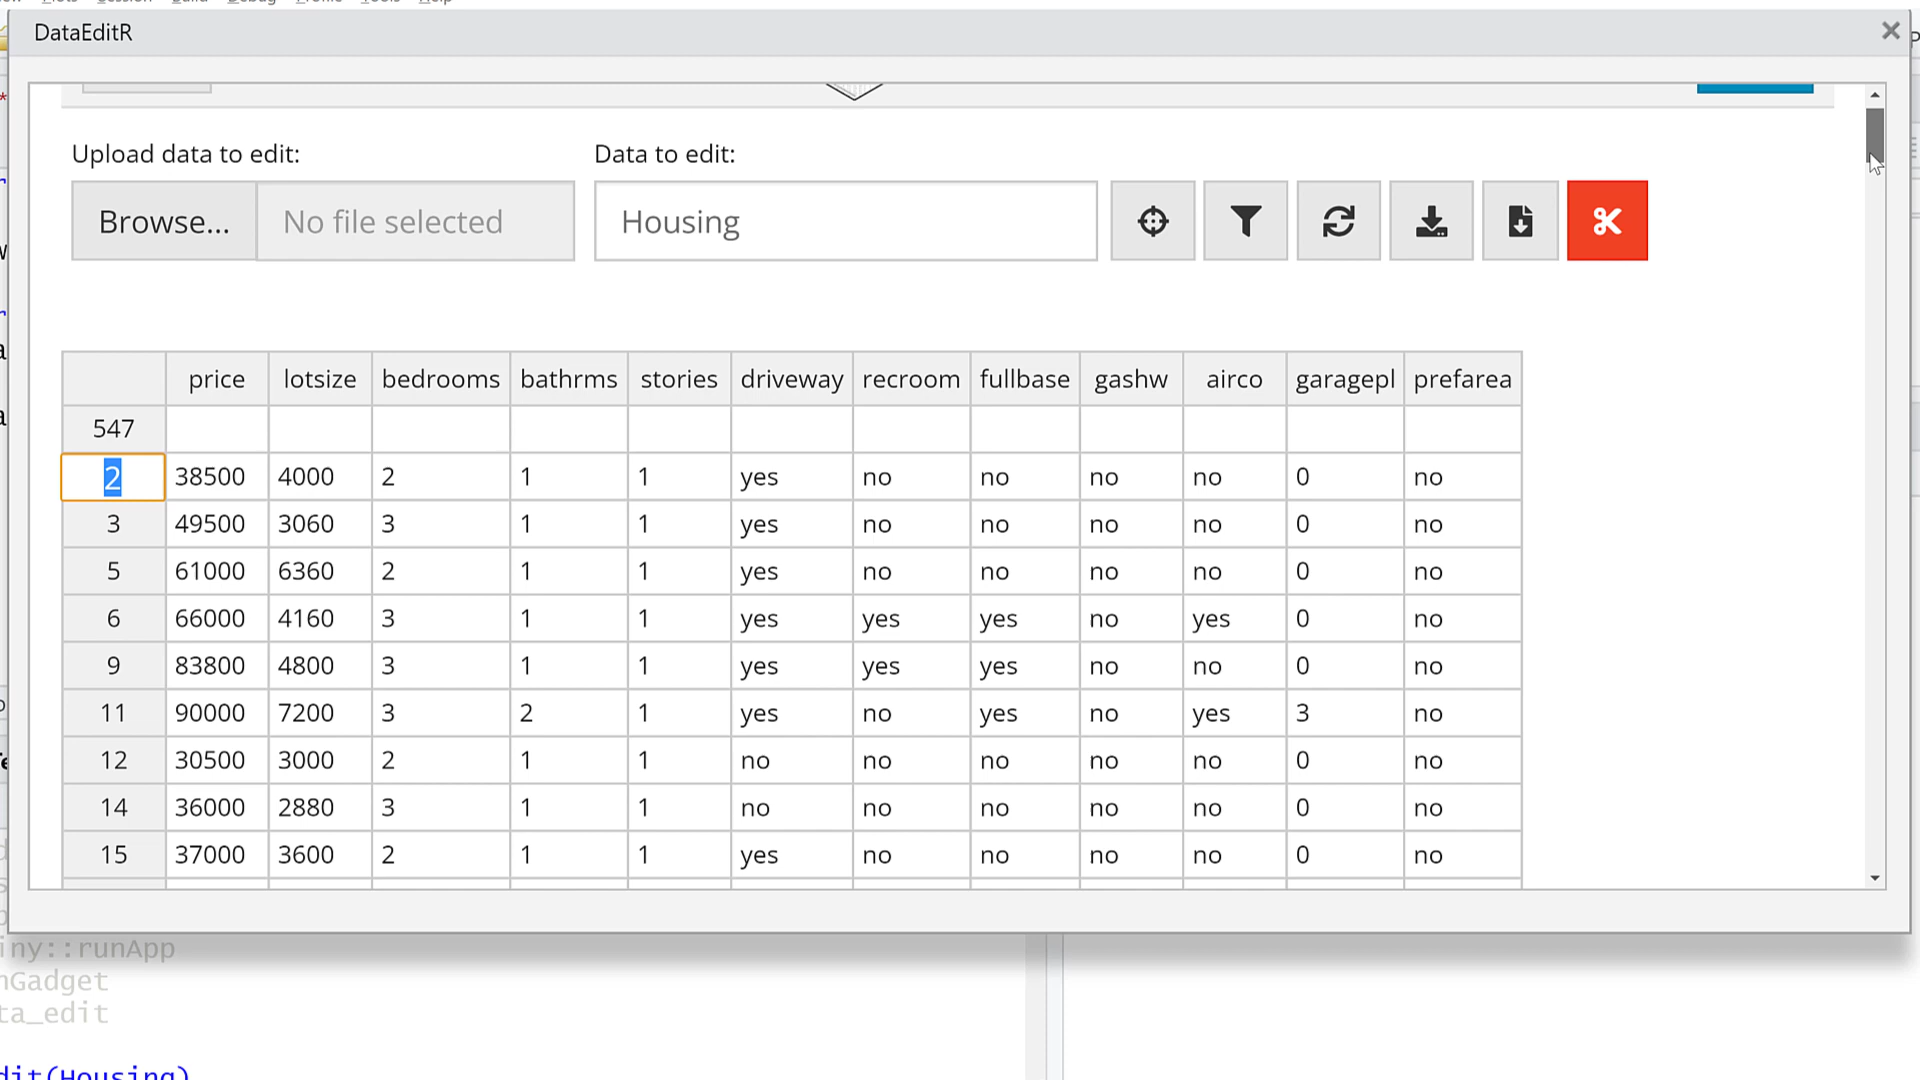 DataEditR
Upload data to edit:
Data to edit:
Browse...
No file selected
Housing
price lotsize bedrooms bathrms stories driveway recroom fullbase gashw airco garagepl prefarea
547
2 38500 4000 2 1 1 yes no no no no 0 no
3 49500 3060 3 1 1 yes no no no no 0 no
5 61000 6360 2 1 1 yes no no no no 0 no
6 66000 4160 3 1 1 yes yes yes no yes 0 no
9 83800 4800 3 1 1 yes yes yes no no 0 no
11 90000 7200 3 2 1 yes no yes no yes 3 no
12 30500 3000 2 1 1 no no no no no 0 no
14 36000 2880 3 1 1 no no no no no 0 no
15 37000 3600 2 1 1 yes no no no no 0 no
iny::runApp
nGadget
ta_edit
dit(Housing)